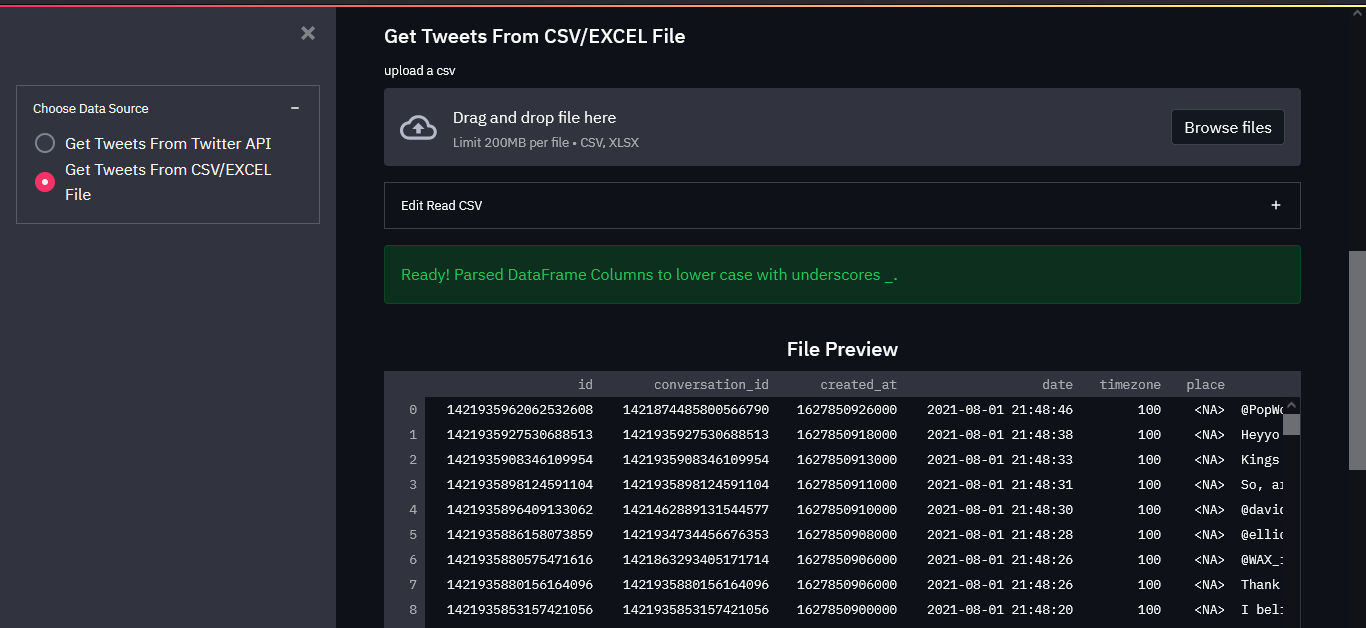 Choose Data Source
Get Tweets From Twitter API
Get Tweets From CSV/EXCEL
File
Get Tweets From CSV/EXCEL File
upload a csv
Drag and drop file here
Limit 200MB per file • CSV, XLSX
Browse files
Edit Read CSV
Ready! Parsed DataFrame Columns to lower case with underscores _.
File Preview
id conversation_id created_at date timezone place
0 1421935962062532608 1421874485800566790 1627850926000 2021-08-01 21:48:46 100 <NA>
1 1421935927530688513 1421935927530688513 1627850918000 2021-08-01 21:48:38 100 <NA> Heyyo
2 1421935908346109954 1421935908346109954 1627850913000 2021-08-01 21:48:33 100 <NA> Kings
3 1421935898124591104 1421935898124591104 1627850911000 2021-08-01 21:48:31 100 <NA> So,
4 1421935896409133062 1421462889131544577 1627850910000 2021-08-01 21:48:30 100 <NA>
5 1421935886158073859 1421934734456676353 1627850908000 2021-08-01 21:48:28 100 <NA>
6 1421935880575471616 1421863293405171714 1627850906000 2021-08-01 21:48:26 100 <NA>
7 1421935880156164096 1421935880156164096 1627850906000 2021-08-01 21:48:26 100 <NA> Thank
8 1421935853157421056 1421935853157421056 1627850900000 2021-08-01 21:48:20 100 <NA> I